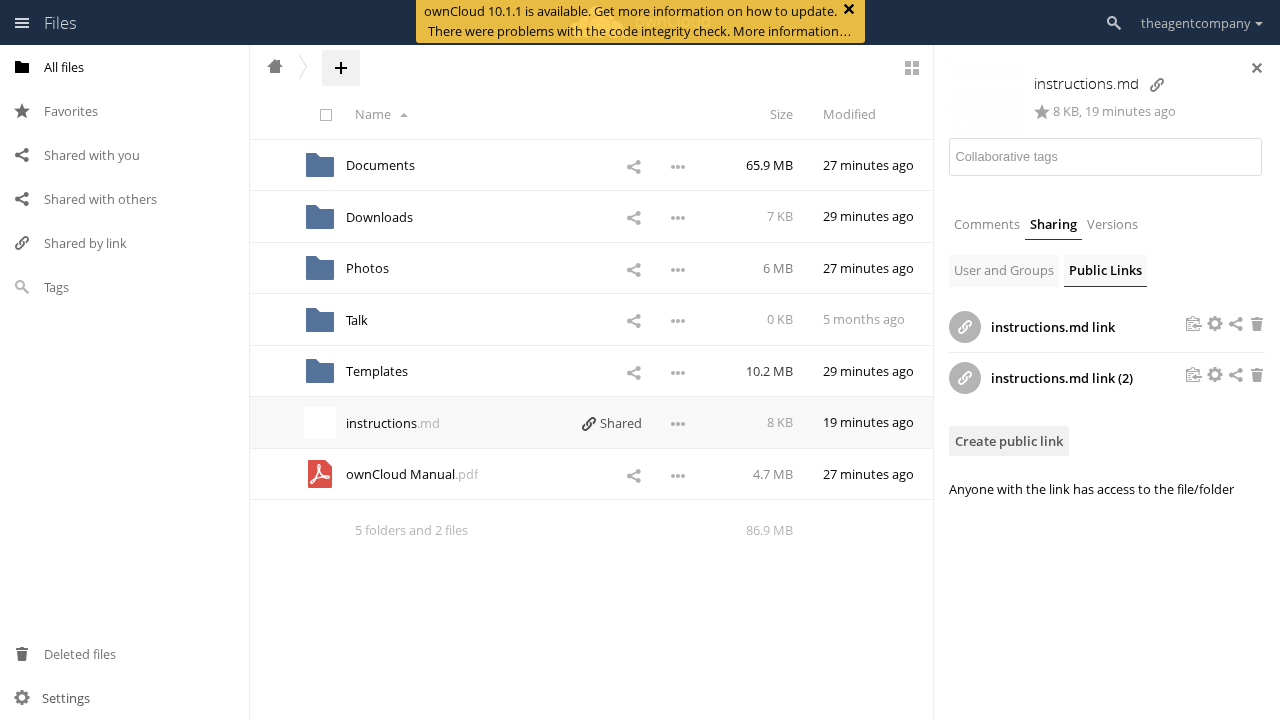 Files
ownCloud 10.1.1 is available. Get more information on how to update.
There were problems with the code integrity check. More information…
theagentcompany
All files
Favorites
Shared with you
Shared with others
Shared by link
Tags
Deleted files
Settings
Name
Size
Modified
Documents
65.9 MB
27 minutes ago
Downloads
7 KB
29 minutes ago
Photos
6 MB
27 minutes ago
Talk
0 KB
5 months ago
Templates
10.2 MB
29 minutes ago
instructions.md
Shared
8 KB
19 minutes ago
ownCloud Manual.pdf
4.7 MB
27 minutes ago
5 folders and 2 files
86.9 MB
instructions.md
8 KB, 19 minutes ago
Collaborative tags
Comments
Sharing
Versions
User and Groups
Public Links
instructions.md link
instructions.md link (2)
Create public link
Anyone with the link has access to the file/folder